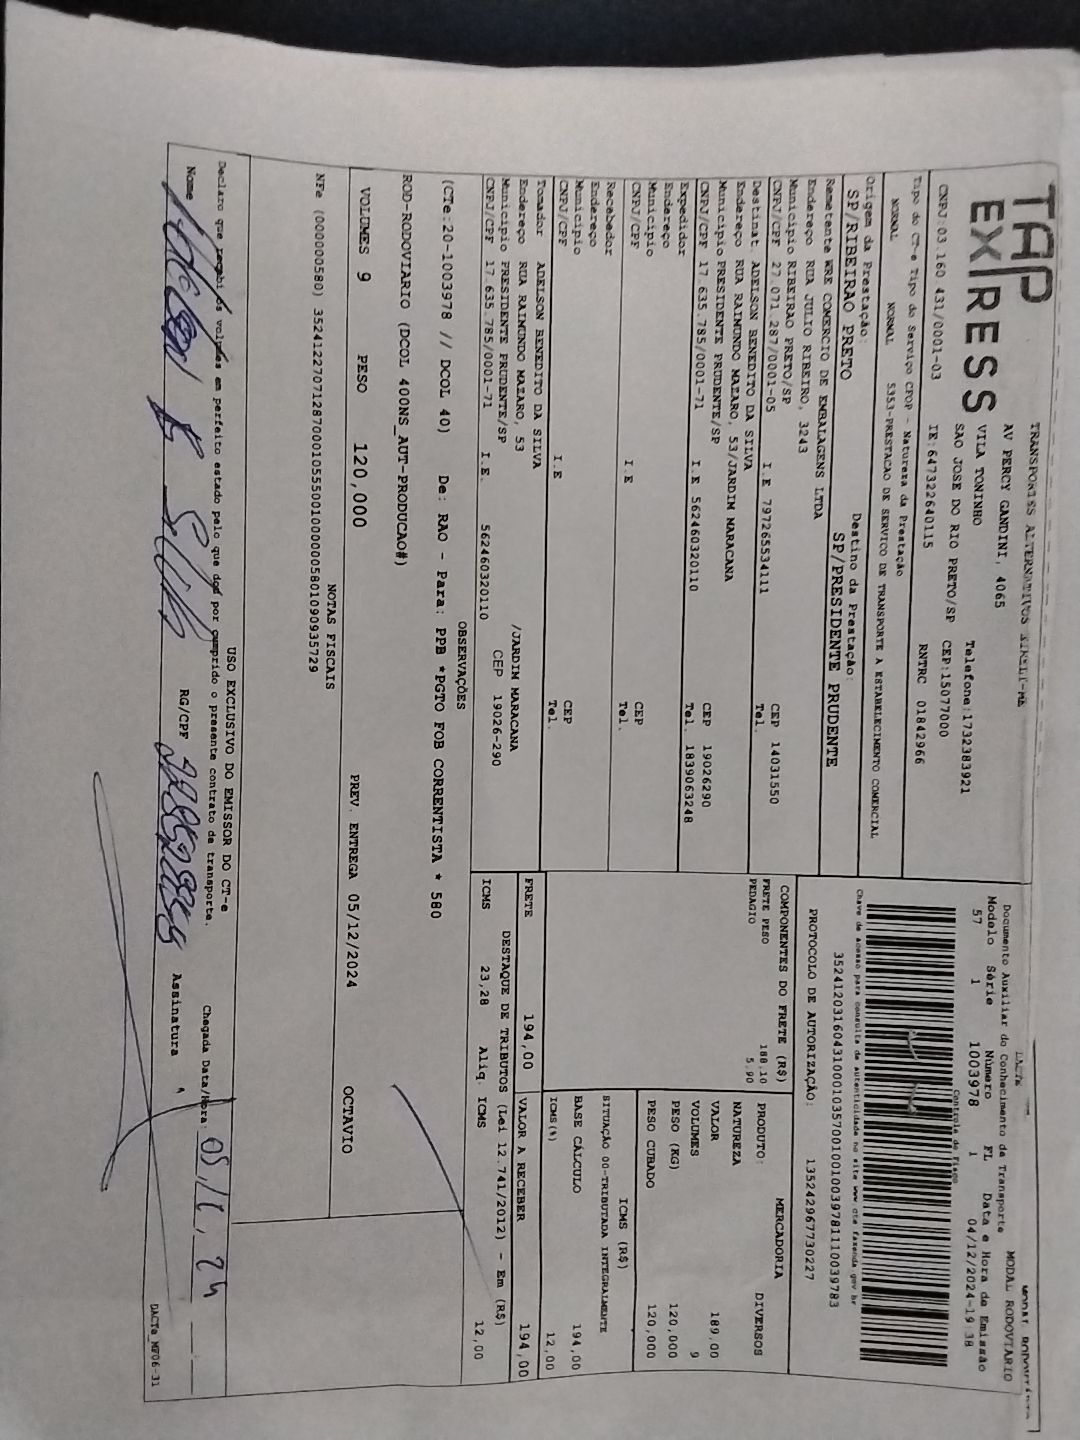 TAP
EXPRESS
TRANSPORTES ALTERNATIVOS EIRELI-ME
AV PERCY GANDINI, 4065
VILA TONINHO Telefone:1732383921
SAO JOSE DO RIO PRETO/SP CEP:15077000
CNPJ:03.160.431/0001-03 IE:647322640115 RNTRC 01842966
Tipo do CT-e Tipo do Serviço CFOP - Natureza da Prestação
NORMAL NORMAL 5353-PRESTACAO DE SERVICO DE TRANSPORTE A ESTABELECIMENTO COMERCIAL
Origem da Prestação: Destino da Prestação:
SP/RIBEIRAO PRETO SP/PRESIDENTE PRUDENTE
Remetente WRE COMERCIO DE EMBALAGENS LTDA
Endereço RUA JULIO RIBEIRO, 3243
Município RIBEIRAO PRETO/SP CEP 14031550
CNPJ/CPF 27.071.287/0001-05 I.E 797265534111 Tel.
Destinat. ADELSON BENEDITO DA SILVA
Endereço RUA RAIMUNDO MAZARO, 53/JARDIM MARACANA
Município PRESIDENTE PRUDENTE/SP CEP 19026290
CNPJ/CPF 17.635.785/0001-71 I.E 562460320110 Tel. 1839063248
Expedidor
Endereço
Município CEP
CNPJ/CPF I.E Tel.
Recebedor
Endereço
Município CEP
CNPJ/CPF I.E Tel.
Tomador ADELSON BENEDITO DA SILVA
Endereço RUA RAIMUNDO MAZARO, 53 /JARDIM MARACANA
Município PRESIDENTE PRUDENTE/SP CEP 19026-290
CNPJ/CPF 17.635.785/0001-71 I.E. 562460320110
DACTE
MODAL RODOVIÁRIO
Documento Auxiliar do Conhecimento de Transporte MODAL RODOVIARIO
Modelo Série Número FL Data e Hora de Emissão
57 1 1003978 1 04/12/2024-19:38
Controle do Fisco
Chave de acesso para consulta de autenticidade no site www.cte.fazenda.gov.br
35241203160431000103570010010039781110039783
PROTOCOLO DE AUTORIZAÇÃO: 135242967730227
COMPONENTES DO FRETE (R$)
FRETE PESO 188,10
PEDAGIO 5,90
MERCADORIA
PRODUTO: DIVERSOS
NATUREZA
VALOR 189,00
VOLUMES 9
PESO (KG) 120,000
PESO CUBADO 120,000
ICMS (R$)
SITUAÇÃO 00-TRIBUTADA INTEGRALMENTE
BASE CÁLCULO 194,00
ICMS(%) 12,00
FRETE 194,00 VALOR A RECEBER 194,00
DESTAQUE DE TRIBUTOS (Lei 12.741/2012) - Em (R$)
ICMS 23,28 Aliq. ICMS 12,00
OBSERVAÇÕES
(CTe:20-1003978 // DCOL 40) De: RAO - Para: PPB *PGTO FOB CORRENTISTA * 580
ROD-RODOVIARIO (DCOL 400NS_AUT-PRODUCAO#)
VOLUMES 9 PESO 120,000 PREV. ENTREGA 05/12/2024 OCTAVIO
NOTAS FISCAIS
NFe (000000580) 35241227071287000105550010000005801090935729
USO EXCLUSIVO DO EMISSOR DO CT-e
Declaro que recebi os volumes em perfeito estado pelo que dou por cumprido o presente contrato de transporte. Chegada Data/Hora: 05/12/24
Nome Adelson B Silva RG/CPF Assinatura
DACTe_MF06-31